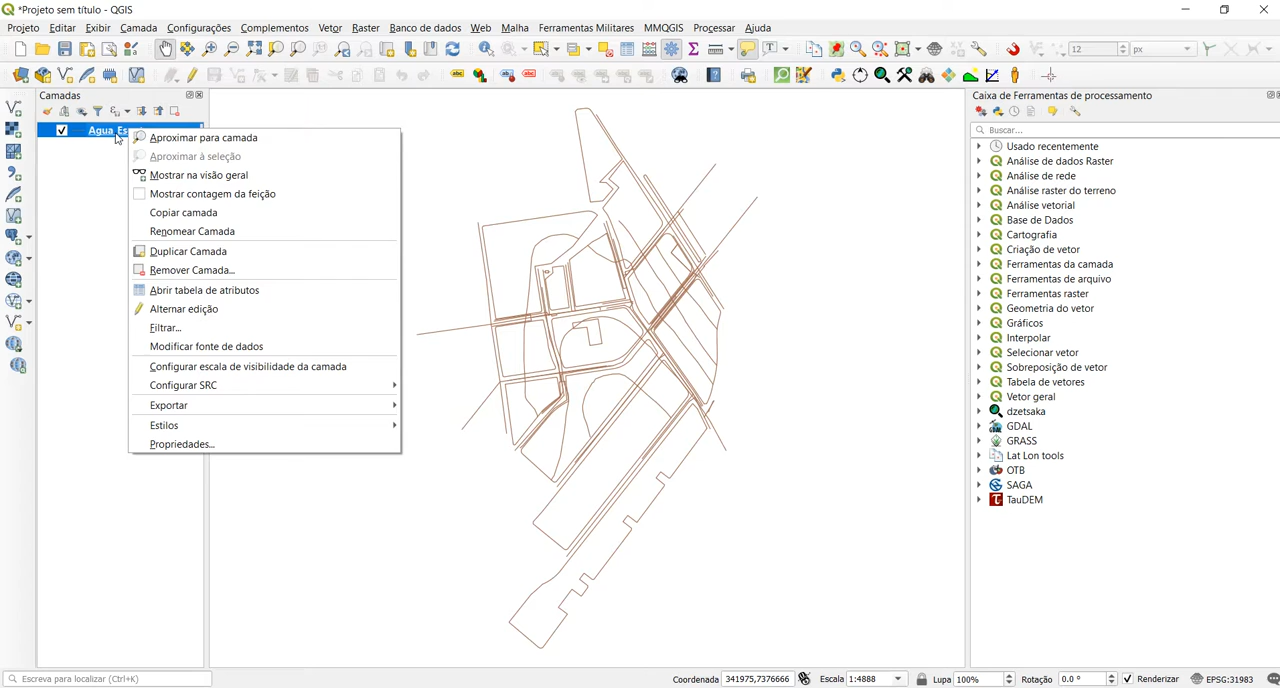 *Projeto sem título - QGIS
Projeto Editar Exibir Camada Configurações Complementos Vetor Raster Banco de dados Web Malha Ferramentas Militares MMQGIS Processar Ajuda
12 px
Camadas
Agua_Es
Aproximar para camada
Aproximar à seleção
Mostrar na visão geral
Mostrar contagem da feição
Copiar camada
Renomear Camada
Duplicar Camada
Remover Camada...
Abrir tabela de atributos
Alternar edição
Filtrar...
Modificar fonte de dados
Configurar escala de visibilidade da camada
Configurar SRC
Exportar
Estilos
Propriedades...
Caixa de Ferramentas de processamento
Buscar...
Usado recentemente
Análise de dados Raster
Análise de rede
Análise raster do terreno
Análise vetorial
Base de Dados
Cartografia
Criação de vetor
Ferramentas da camada
Ferramentas de arquivo
Ferramentas raster
Geometria do vetor
Gráficos
Interpolar
Selecionar vetor
Sobreposição de vetor
Tabela de vetores
Vetor geral
dzetsaka
GDAL
GRASS
Lat Lon tools
OTB
SAGA
TauDEM
Escreva para localizar (Ctrl+K) Coordenada 341975,7376666 Escala 1:4888 Lupa 100% Rotação 0.0 ° Renderizar EPSG:31983